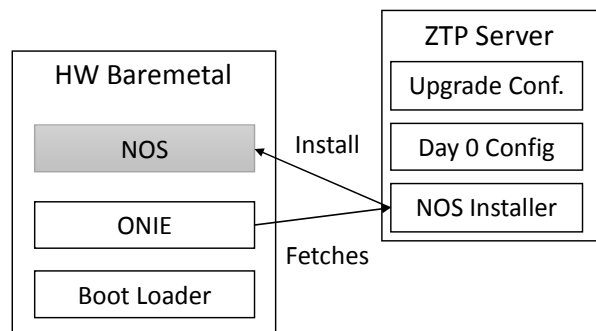 HW Baremetal
NOS
ONIE
Boot Loader
Install
Fetches
ZTP Server
Upgrade Conf.
Day 0 Config
NOS Installer